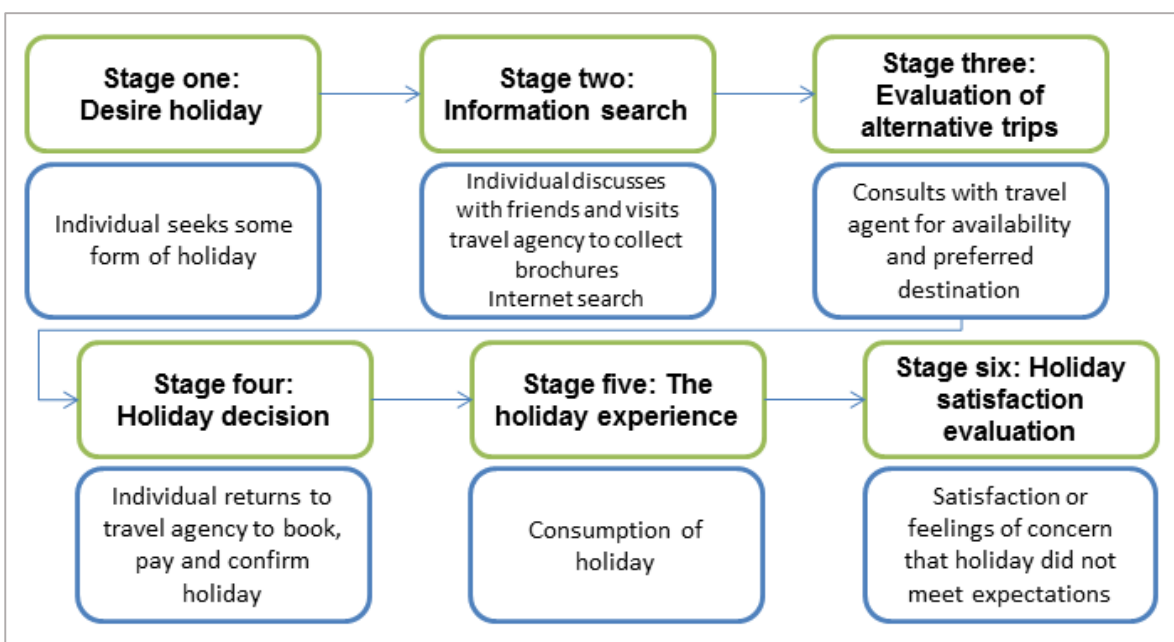 Stage one:
Desire holiday
Stage two:
Information search
Stage three:
Evaluation of
alternative trips
Individual seeks some
form of holiday
Individual discusses
with friends and visits
travel agency to collect
brochures
Internet search
Consults with travel
agent for availability
and preferred
destination
Stage four:
Holiday decision
Stage five: The
holiday experience
Stage six: Holiday
satisfaction
evaluation
Individual returns to
travel agency to book,
pay and confirm
holiday
Consumption of
holiday
Satisfaction or
feelings of concern
that holiday did not
meet expectations